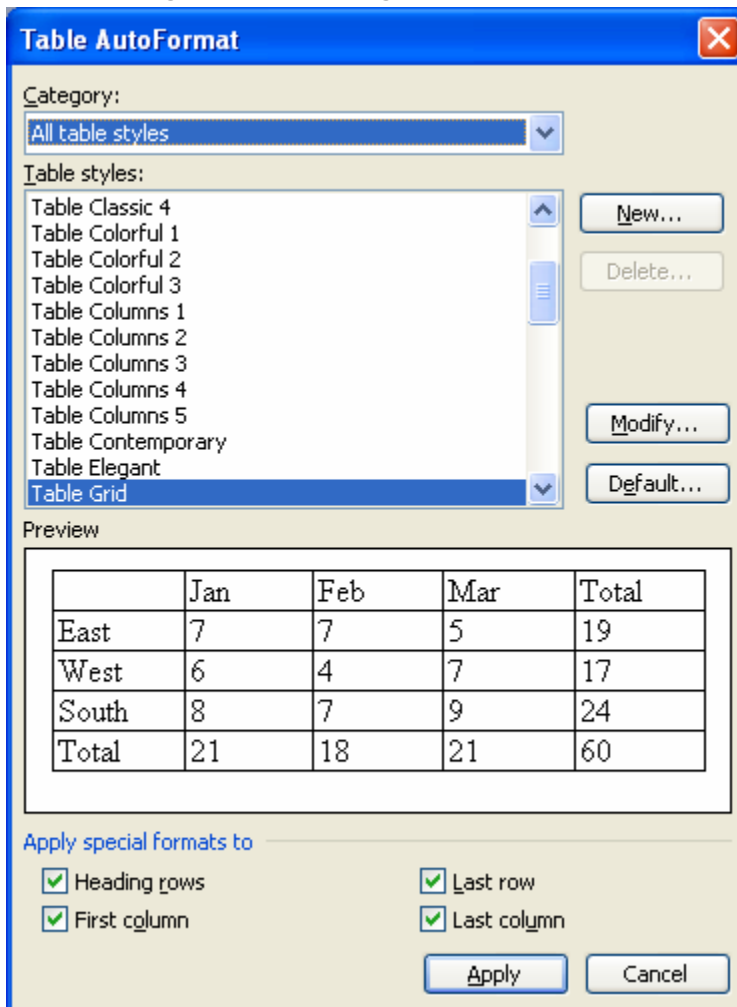 Table AutoFormat
Category:
All table styles
Table styles:
Table Classic 4
Table Colorful 1
Table Colorful 2
Table Colorful 3
Table Columns 1
Table Columns 2
Table Columns 3
Table Columns 4
Table Columns 5
Table Contemporary
Table Elegant
Table Grid
New...
Delete...
Modify...
Default...
Preview
Jan Feb Mar Total
East 7 7 5 19
West 6 4 7 17
South 8 7 9 24
Total 21 18 21 60
Apply special formats to
Heading rows Last row
First column Last column
Apply Cancel